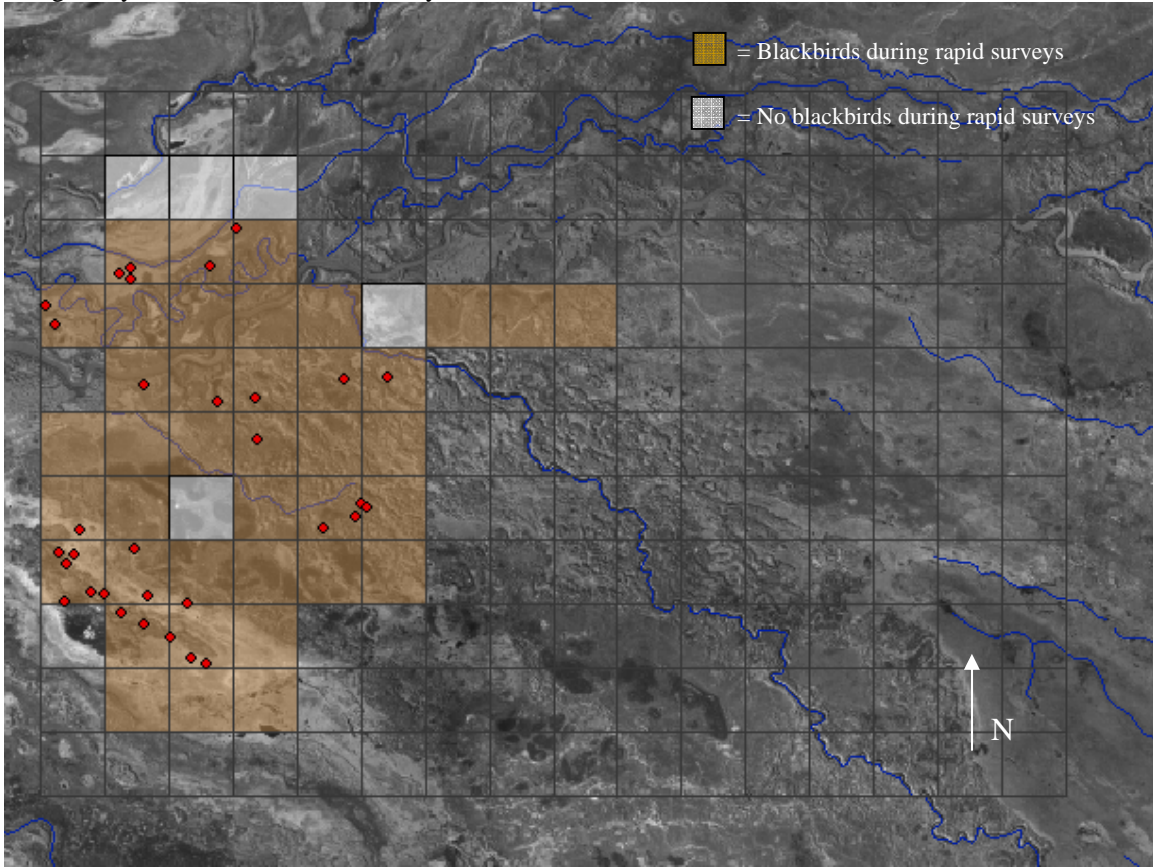 = Blackbirds during rapid surveys
= No blackbirds during rapid surveys
N